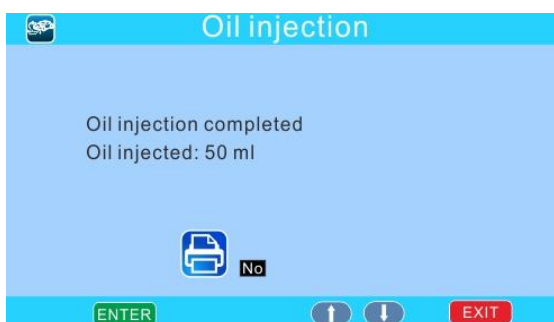 Oil injection
Oil injection completed
Oil injected: 50 ml
No
ENTER
EXIT